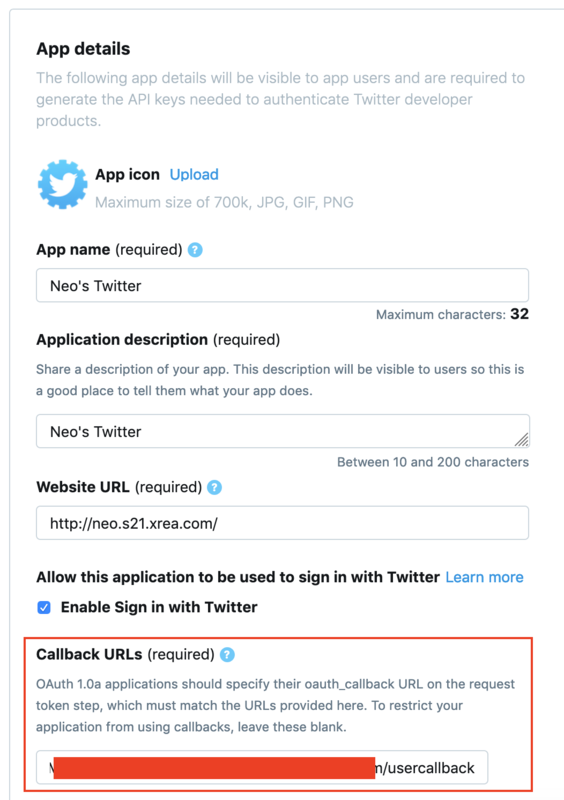 App details
The following app details will be visible to app users and are required to
generate the API keys needed to authenticate Twitter developer
products.
App icon Upload
Maximum size of 700k, JPG, GIF, PNG
App name (required) ?
Neo's Twitter
Maximum characters: 32
Application description (required)
Share a description of your app. This description will be visible to users so this is
a good place to tell them what your app does.
Neo's Twitter
Between 10 and 200 characters
Website URL (required) ?
http://neo.s21.xrea.com/
Allow this application to be used to sign in with Twitter Learn more
Enable Sign in with Twitter
Callback URLs (required) ?
OAuth 1.0a applications should specify their oauth_callback URL on the request
token step, which must match the URLs provided here. To restrict your
application from using callbacks, leave these blank.
/usercallback